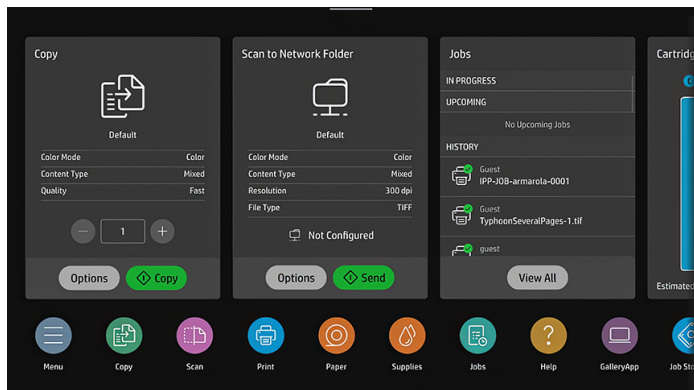 Copy
Default
Color Mode Color
Content Type Mixed
Quality Fast
1
Options Copy
Scan to Network Folder
Default
Color Mode Color
Content Type Mixed
Resolution 300 dpi
File Type TIFF
Not Configured
Options Send
Jobs
IN PROGRESS
UPCOMING
No Upcoming Jobs
HISTORY
Guest
IPP-JOB-armarola-0001
Guest
TyphoonSeveralPages-1.tif
guest
View All
Cartridg
Estimated
Menu Copy Scan Print Paper Supplies Jobs Help GalleryApp Job St